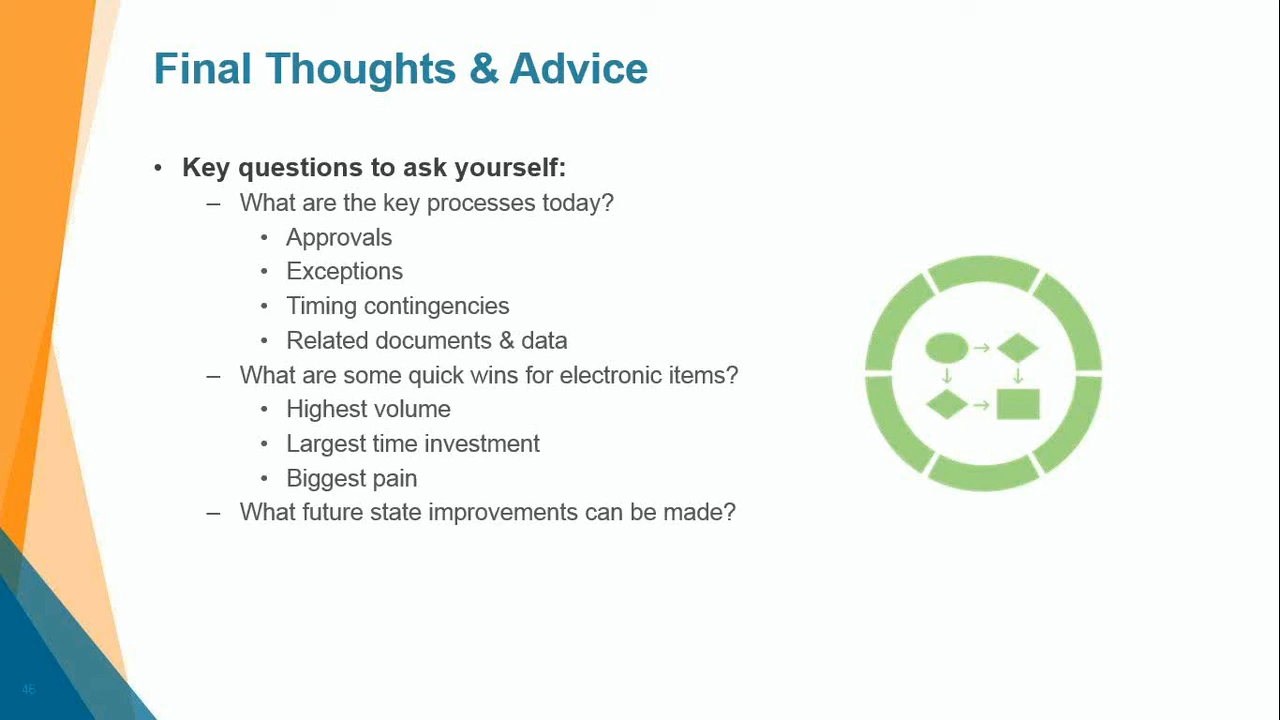 Final Thoughts & Advice
• Key questions to ask yourself:
– What are the key processes today?
• Approvals
• Exceptions
• Timing contingencies
• Related documents & data
– What are some quick wins for electronic items?
• Highest volume
• Largest time investment
• Biggest pain
– What future state improvements can be made?
46